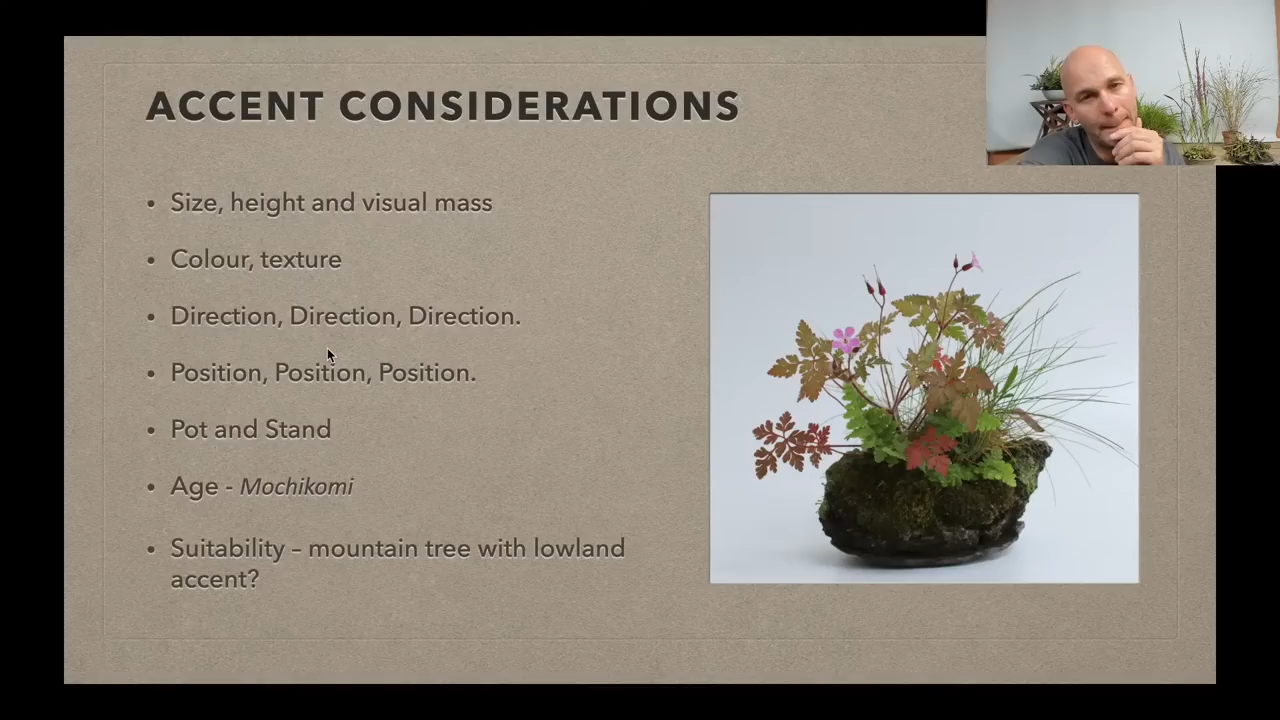 ACCENT CONSIDERATIONS
• Size, height and visual mass
• Colour, texture
• Direction, Direction, Direction.
• Position, Position, Position.
• Pot and Stand
• Age - Mochikomi
• Suitability – mountain tree with lowland
accent?